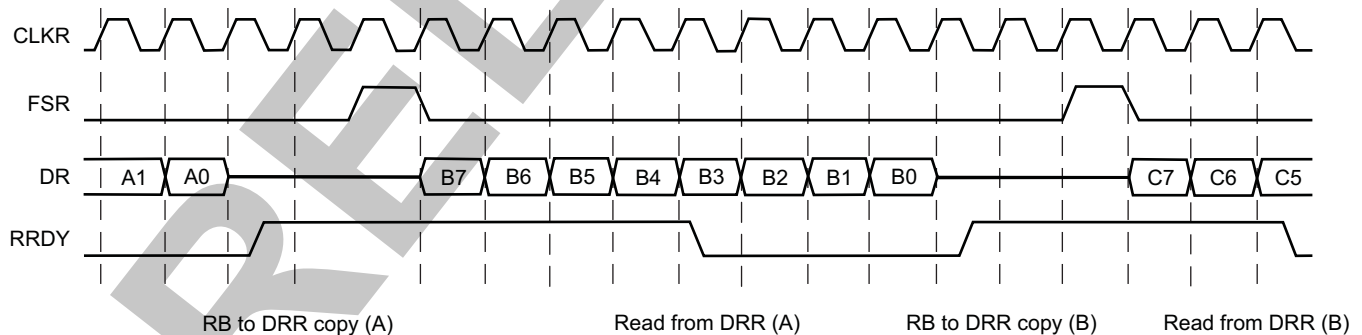 CLKR
FSR
DR A1 A0 B7 B6 B5 B4 B3 B2 B1 B0 C7 C6 C5
RRDY
RB to DRR copy (A) Read from DRR (A) RB to DRR copy (B) Read from DRR (B)